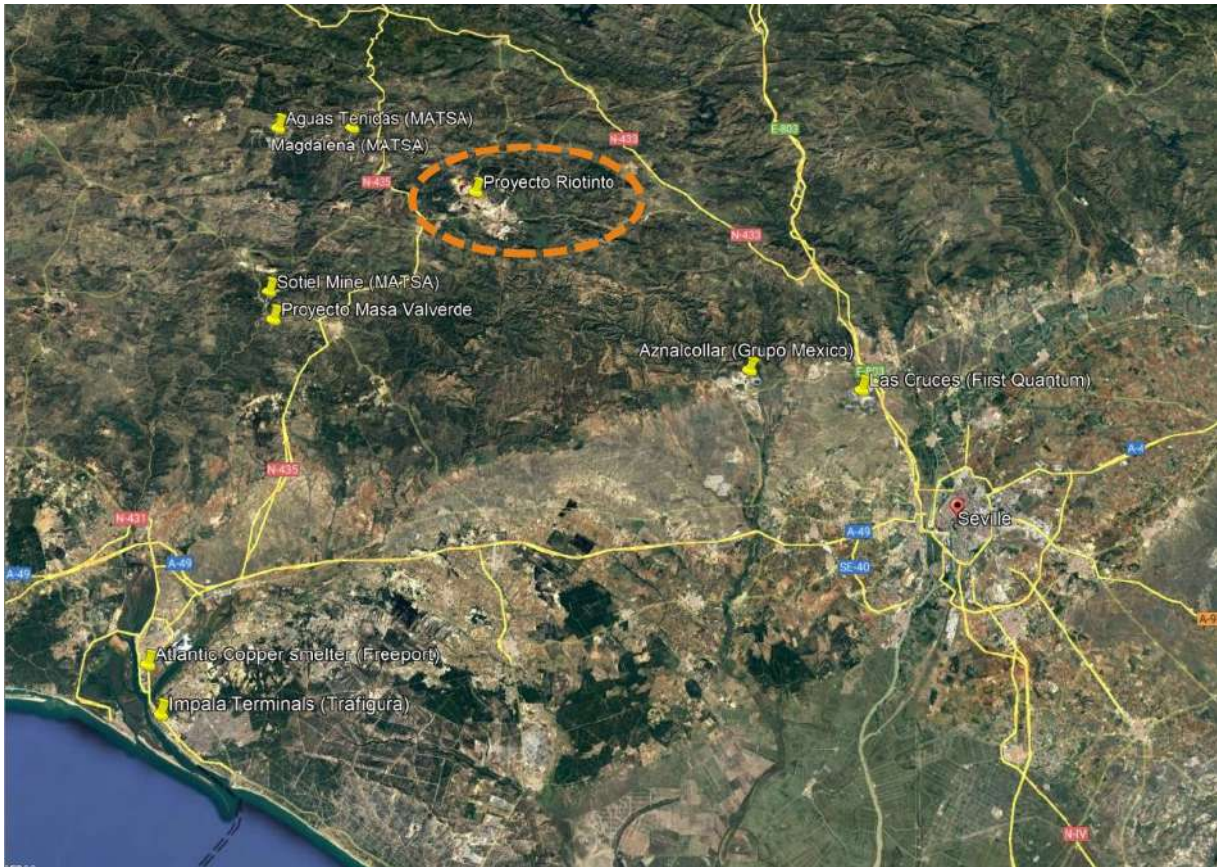 Aguas Tenidas (MATSA)
Magdalena (MATSA)
E-803
N-433
N-435
Proyecto Riotinto
N-433
Sotiel Mine (MATSA)
Proyecto Masa Valverde
Aznalcollar (Grupo Mexico)
E-803
Las Cruces (First Quantum)
A-4
N-435
Seville
N-431
A-49
A-49
A-49
SE-40
Atlantic Copper smelter (Freeport)
Impala Terminals (Trafigura)
N-IV